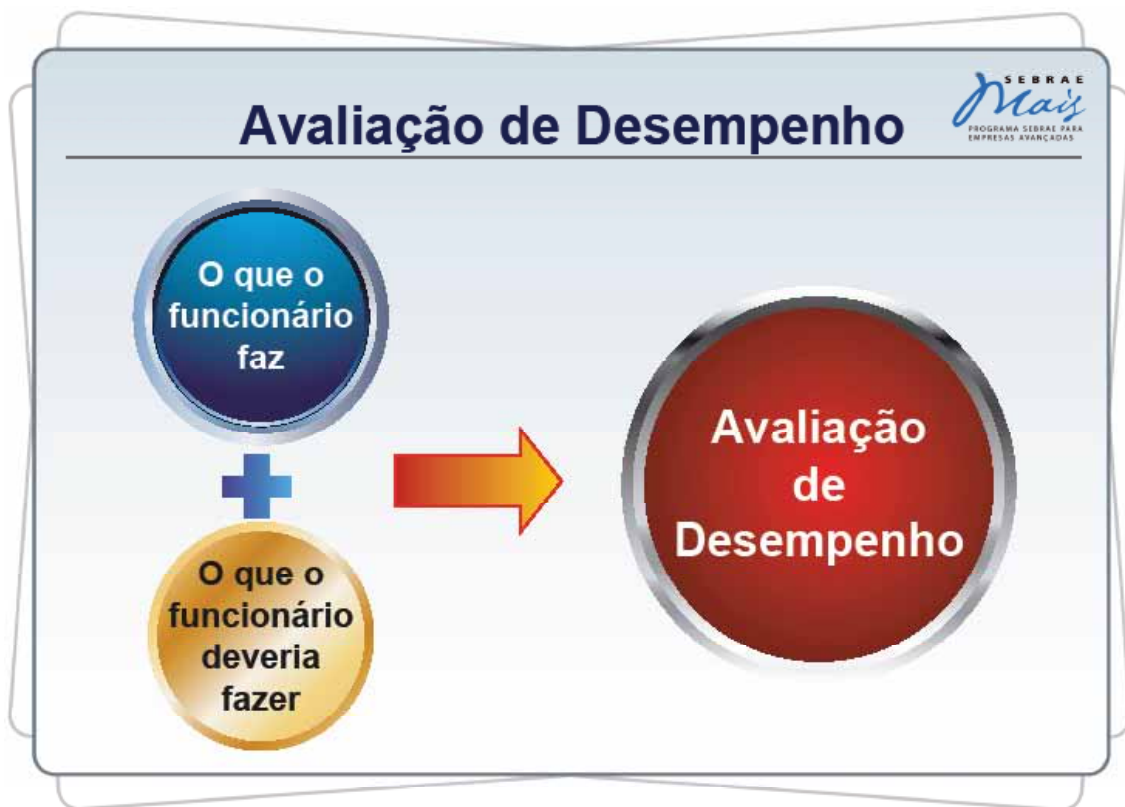 Avaliação de Desempenho
SEBRAE
Mais
PROGRAMA SEBRAE PARA
EMPRESAS AVANÇADAS
O que o
funcionário
faz
O que o
funcionário
deveria
fazer
Avaliação
de
Desempenho